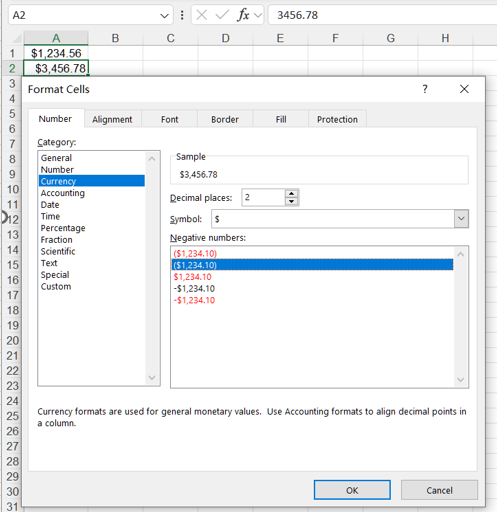 A2 fx 3456.78
A B C D E F G H
1 $1,234.56
2 $3,456.78
3
4
5
6
7
8
9
10
11
12
13
14
15
16
17
18
19
20
21
22
23
24
25
26
27
28
29
30
31
Format Cells ? ×
Number Alignment Font Border Fill Protection
Category:
General
Number
Currency
Accounting
Date
Time
Percentage
Fraction
Scientific
Text
Special
Custom
Sample
$3,456.78
Decimal places: 2
Symbol: $
Negative numbers:
($1,234.10)
($1,234.10)
$1,234.10
-$1,234.10
-$1,234.10
Currency formats are used for general monetary values. Use Accounting formats to align decimal points in
a column.
OK Cancel